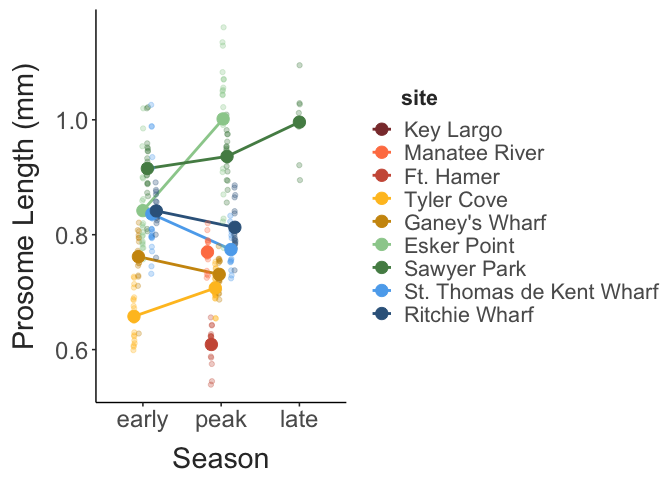 Prosome Length (mm)
1.0
0.8
0.6
early peak late
Season
site
Key Largo
Manatee River
Ft. Hamer
Tyler Cove
Ganey's Wharf
Esker Point
Sawyer Park
St. Thomas de Kent Wharf
Ritchie Wharf